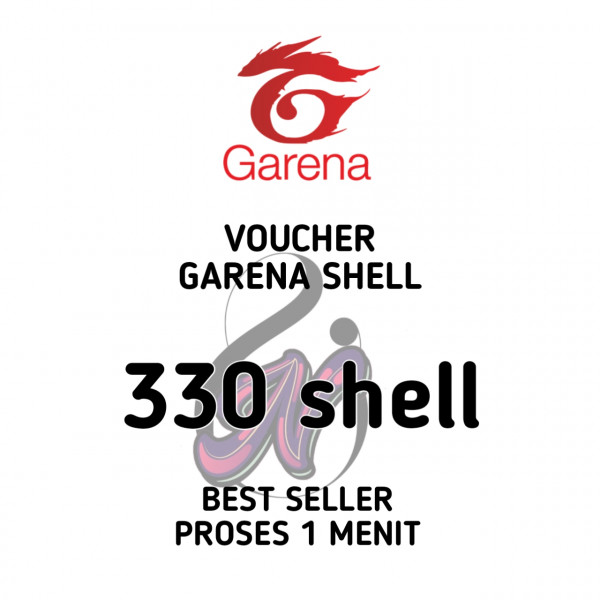 Garena
VOUCHER
GARENA SHELL
330 shell
BEST SELLER
PROSES 1 MENIT